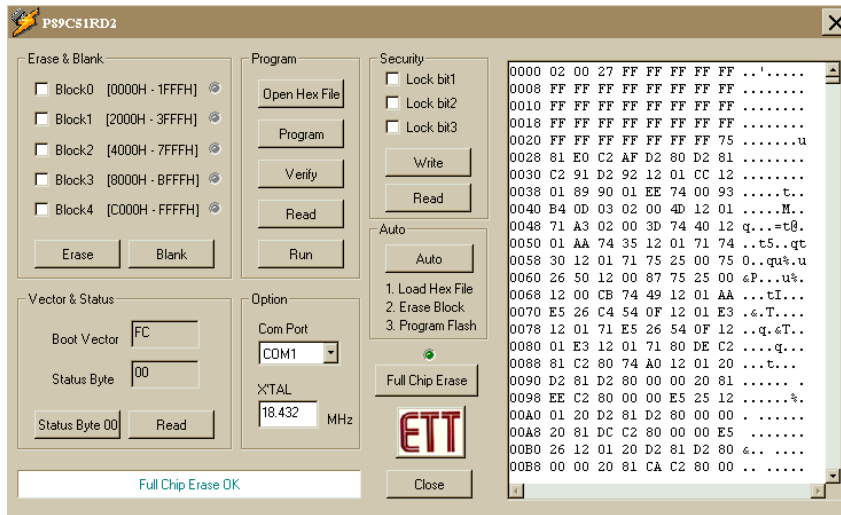 P89C51RD2
Erase & Blank
Block0 [0000H - 1FFFH]
Block1 [2000H - 3FFFH]
Block2 [4000H - 7FFFH]
Block3 [8000H - BFFFH]
Block4 [C000H - FFFFH]
Erase Blank
Vector & Status
Boot Vector FC
Status Byte 00
Status Byte 00 Read
Full Chip Erase OK
Program
Open Hex File
Program
Verify
Read
Run
Option
Com Port
COM1
X'TAL
18.432 MHz
Security
Lock bit1
Lock bit2
Lock bit3
Write
Read
Auto
Auto
1. Load Hex File
2. Erase Block
3. Program Flash
Full Chip Erase
ETT
Close
0000 02 00 27 FF FF FF FF FF ..'.....
0008 FF FF FF FF FF FF FF FF ........
0010 FF FF FF FF FF FF FF FF ........
0018 FF FF FF FF FF FF FF FF ........
0020 FF FF FF FF FF FF FF 75 .......u
0028 81 E0 C2 AF D2 80 D2 81 ........
0030 C2 91 D2 92 12 01 CC 12 ........
0038 01 89 90 01 EE 74 00 93 .....t..
0040 B4 0D 03 02 00 4D 12 01 .....M..
0048 71 A3 02 00 3D 74 40 12 q...=t@.
0050 01 AA 74 35 12 01 71 74 ..t5..qt
0058 30 12 01 71 75 25 00 75 0..qu%.u
0060 26 50 12 00 87 75 25 00 &P...u%.
0068 12 00 CB 74 49 12 01 AA ...tI...
0070 E5 26 C4 54 0F 12 01 E3 .&.T....
0078 12 01 71 E5 26 54 0F 12 ..q.&T..
0080 01 E3 12 01 71 80 DE C2 ....q...
0088 81 C2 80 74 A0 12 01 20 ...t...
0090 D2 81 D2 80 00 00 20 81 ...... .
0098 EE C2 80 00 00 E5 25 12 ......%.
00A0 01 20 D2 81 D2 80 00 00 . ......
00A8 20 81 DC C2 80 00 00 E5  .......
00B0 26 12 01 20 D2 81 D2 80 &.. ....
00B8 00 00 20 81 CA C2 80 00 .. .....